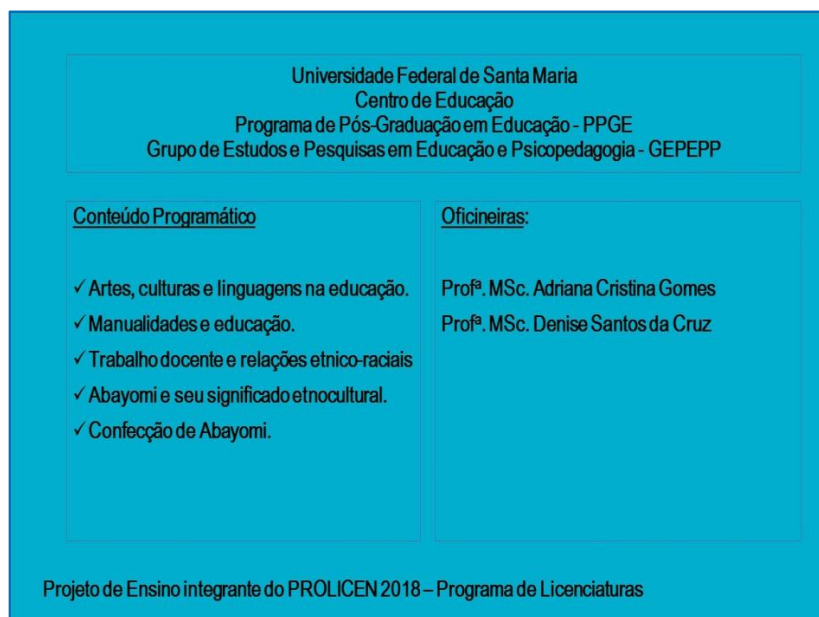 Universidade Federal de Santa Maria
Centro de Educação
Programa de Pós-Graduação em Educação - PPGE
Grupo de Estudos e Pesquisas em Educação e Psicopedagogia - GEPEPP
Conteúdo Programático
✓ Artes, culturas e linguagens na educação.
✓ Manualidades e educação.
✓ Trabalho docente e relações etnico-raciais
✓ Abayomi e seu significado etnocultural.
✓ Confecção de Abayomi.
Oficineiras:
Profª. MSc. Adriana Cristina Gomes
Profª. MSc. Denise Santos da Cruz
Projeto de Ensino integrante do PROLICEN 2018 – Programa de Licenciaturas